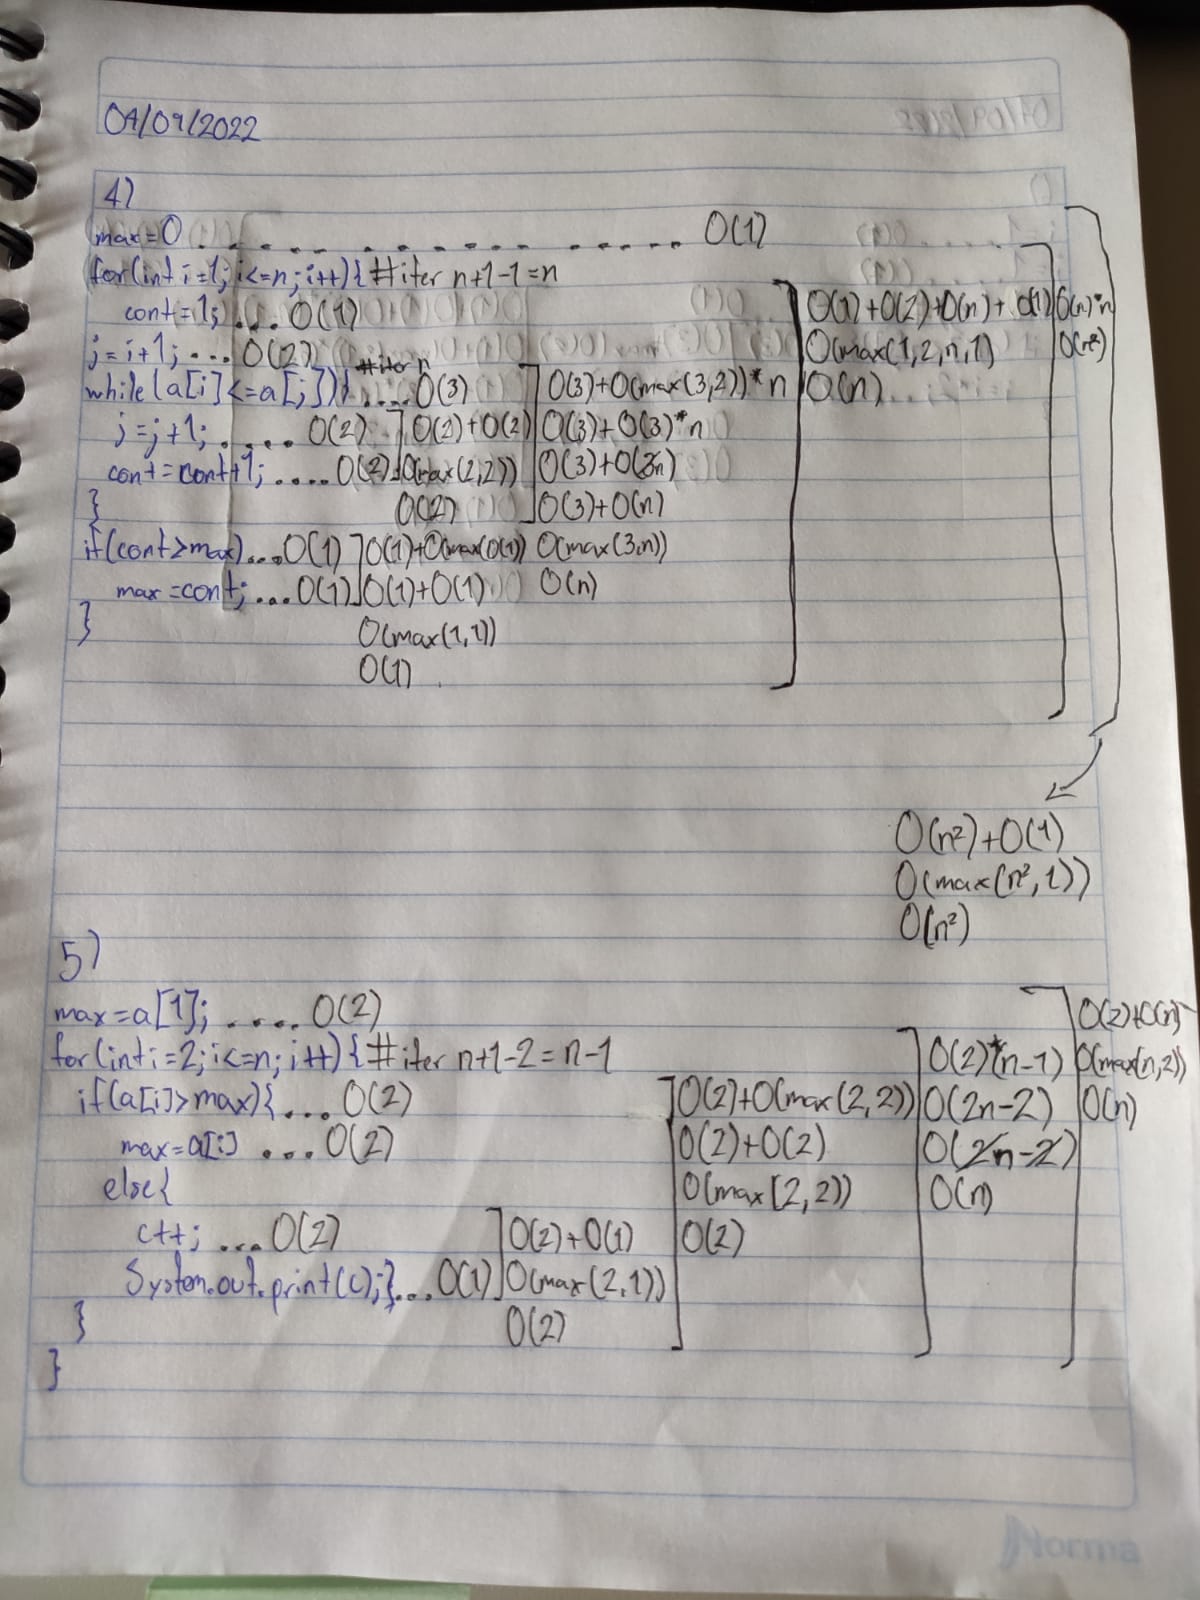 04/09/2022
4)
max=0 . . . . . . . . . . . . . . . O(1)
for(int i=1; i<=n; i++){ #iter n+1-1=n
cont=1; .... O(1) O(1)+O(2)+O(n)+O(1) O(n)*n
j=i+1; .... O(2) O(max(1,2,n,1) O(n²)
#iter n
while(a[i]<=a[j]){ .... O(3) O(3)+O(max(3,2))*n O(n)
j=j+1; ..... O(2) O(2)+O(2) O(3)+O(3)*n
cont=cont+1; ..... O(2) O(max(2,2)) O(3)+O(3n)
} O(2) O(3)+O(n)
if(cont>max)...O(1) O(1)+O(max(0(1)) O(max(3,n))
max=cont; ...O(1) O(1)+O(1) O(n)
}
O(max(1,1))
O(1)
O(n²)+O(1)
O(max(n²,1))
O(n²)
5)
max=a[1]; ..... O(2) O(2)+O(n)
for(int i=2; i<=n; i++){ #iter n+1-2=n-1 O(2)*(n-1) O(max(n,2))
if(a[i]>max){ ... O(2) O(2)+O(max(2,2)) O(2n-2) O(n)
max=a[i] ... O(2) O(2)+O(2) O(2n-2)
else{ O(max(2,2)) O(n)
c++; ... O(2) O(2)+O(1) O(2)
System.out.print(c);}...O(1) O(max(2,1))
} O(2)
}
Norma